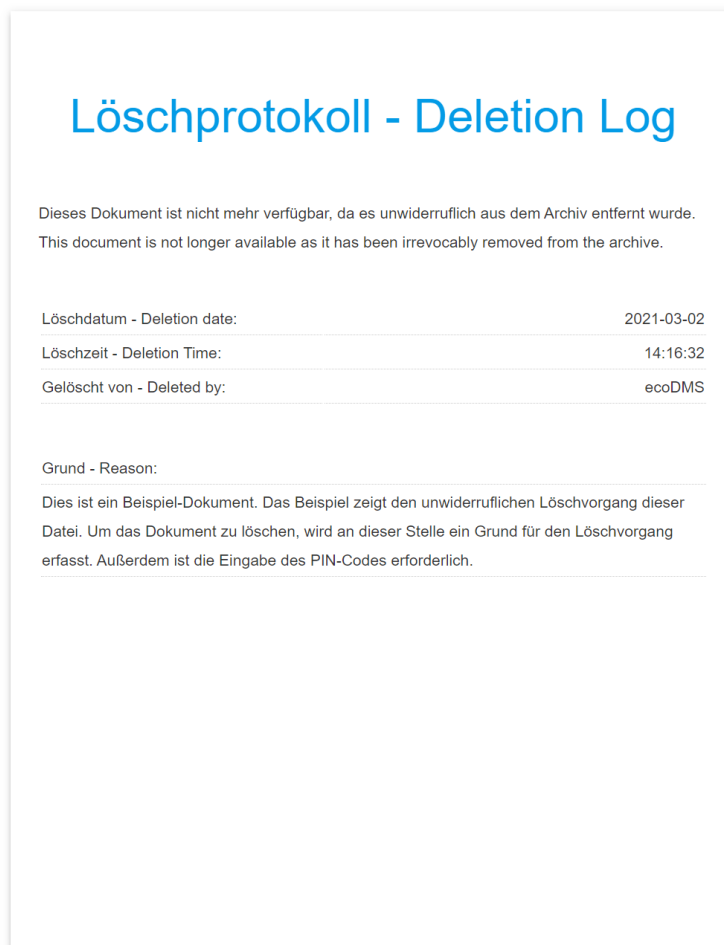 Löschprotokoll - Deletion Log
Dieses Dokument ist nicht mehr verfügbar, da es unwiderruflich aus dem Archiv entfernt wurde.
This document is not longer available as it has been irrevocably removed from the archive.
Löschdatum - Deletion date: 2021-03-02
Löschzeit - Deletion Time: 14:16:32
Gelöscht von - Deleted by: ecoDMS
Grund - Reason:
Dies ist ein Beispiel-Dokument. Das Beispiel zeigt den unwiderruflichen Löschvorgang dieser
Datei. Um das Dokument zu löschen, wird an dieser Stelle ein Grund für den Löschvorgang
erfasst. Außerdem ist die Eingabe des PIN-Codes erforderlich.